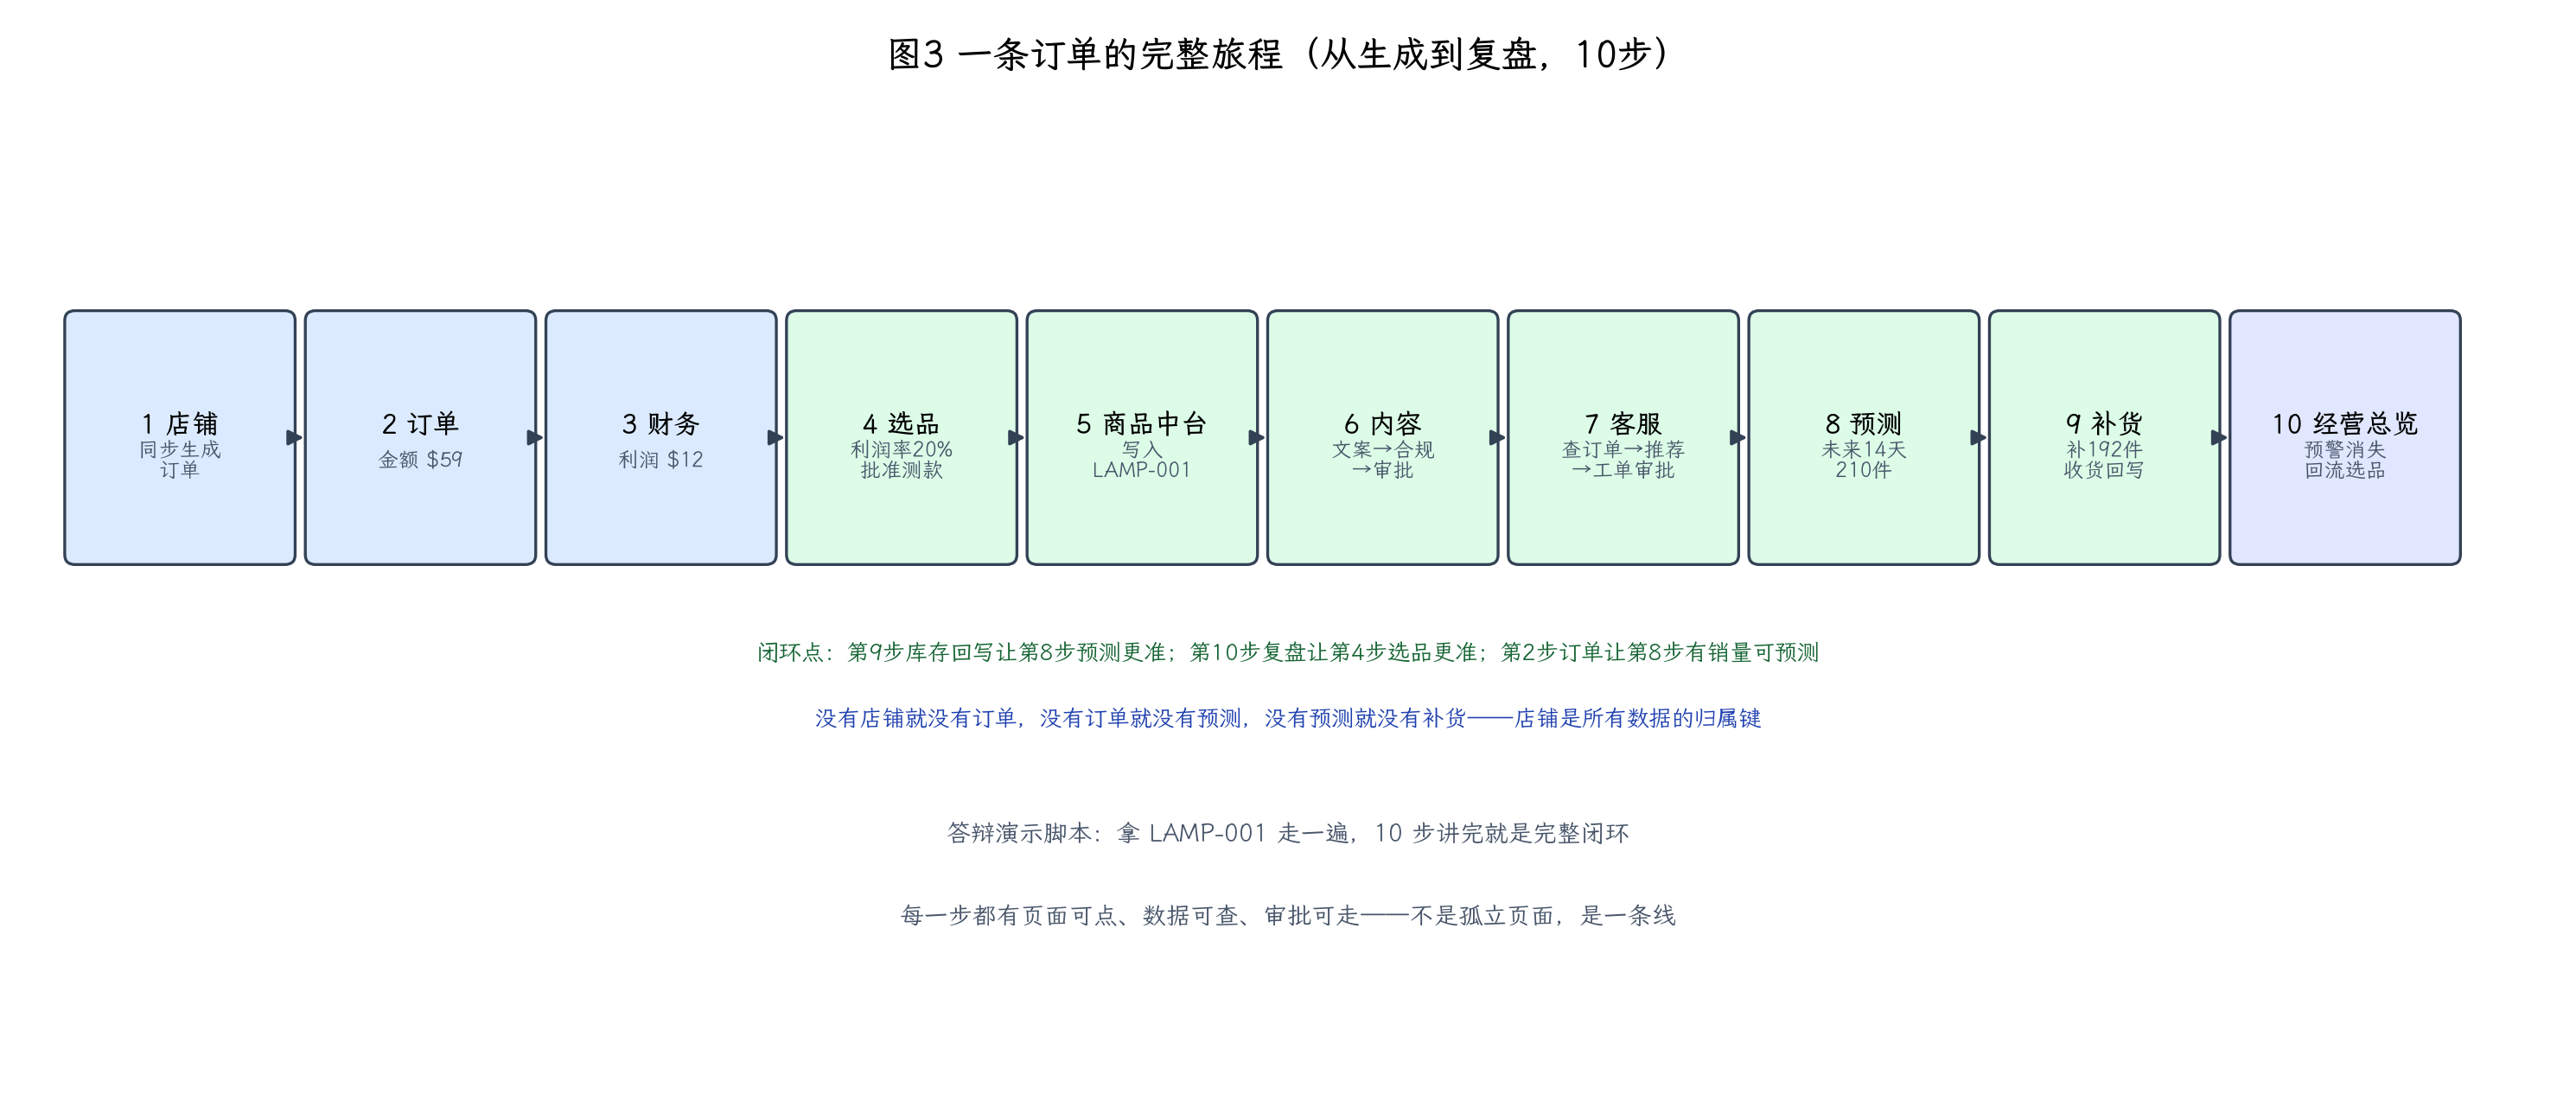 图3 一条订单的完整旅程（从生成到复盘，10步）
1 店铺
同步生成
订单
2 订单
金额 $59
3 财务
利润 $12
4 选品
利润率20%
批准测款
5 商品中台
写入
LAMP-001
6 内容
文案→合规
→审批
7 客服
查订单→推荐
→工单审批
8 预测
未来14天
210件
9 补货
补192件
收货回写
10 经营总览
预警消失
回流选品
闭环点：第9步库存回写让第8步预测更准；第10步复盘让第4步选品更准；第2步订单让第8步有销量可预测
没有店铺就没有订单，没有订单就没有预测，没有预测就没有补货——店铺是所有数据的归属键
答辩演示脚本：拿 LAMP-001 走一遍，10 步讲完就是完整闭环
每一步都有页面可点、数据可查、审批可走——不是孤立页面，是一条线